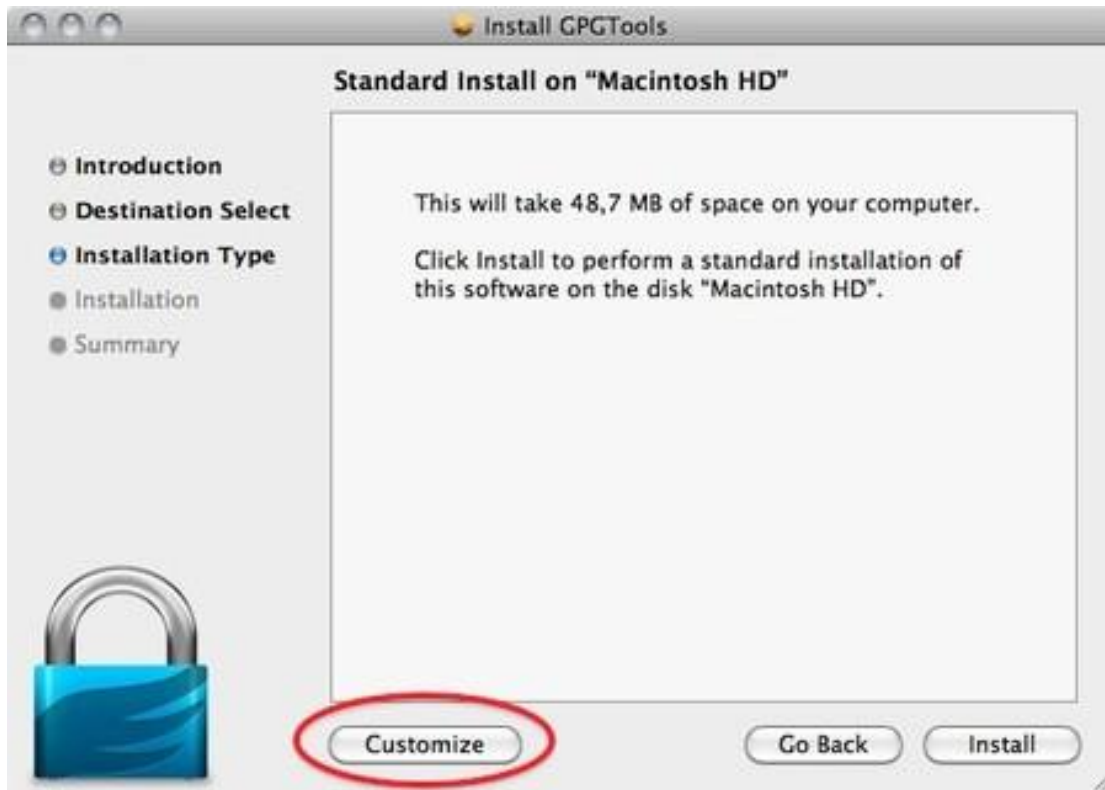 Install GPGTools
Standard Install on “Macintosh HD”
Introduction
Destination Select
Installation Type
Installation
Summary
This will take 48,7 MB of space on your computer.
Click Install to perform a standard installation of
this software on the disk "Macintosh HD".
Customize
Go Back
Install